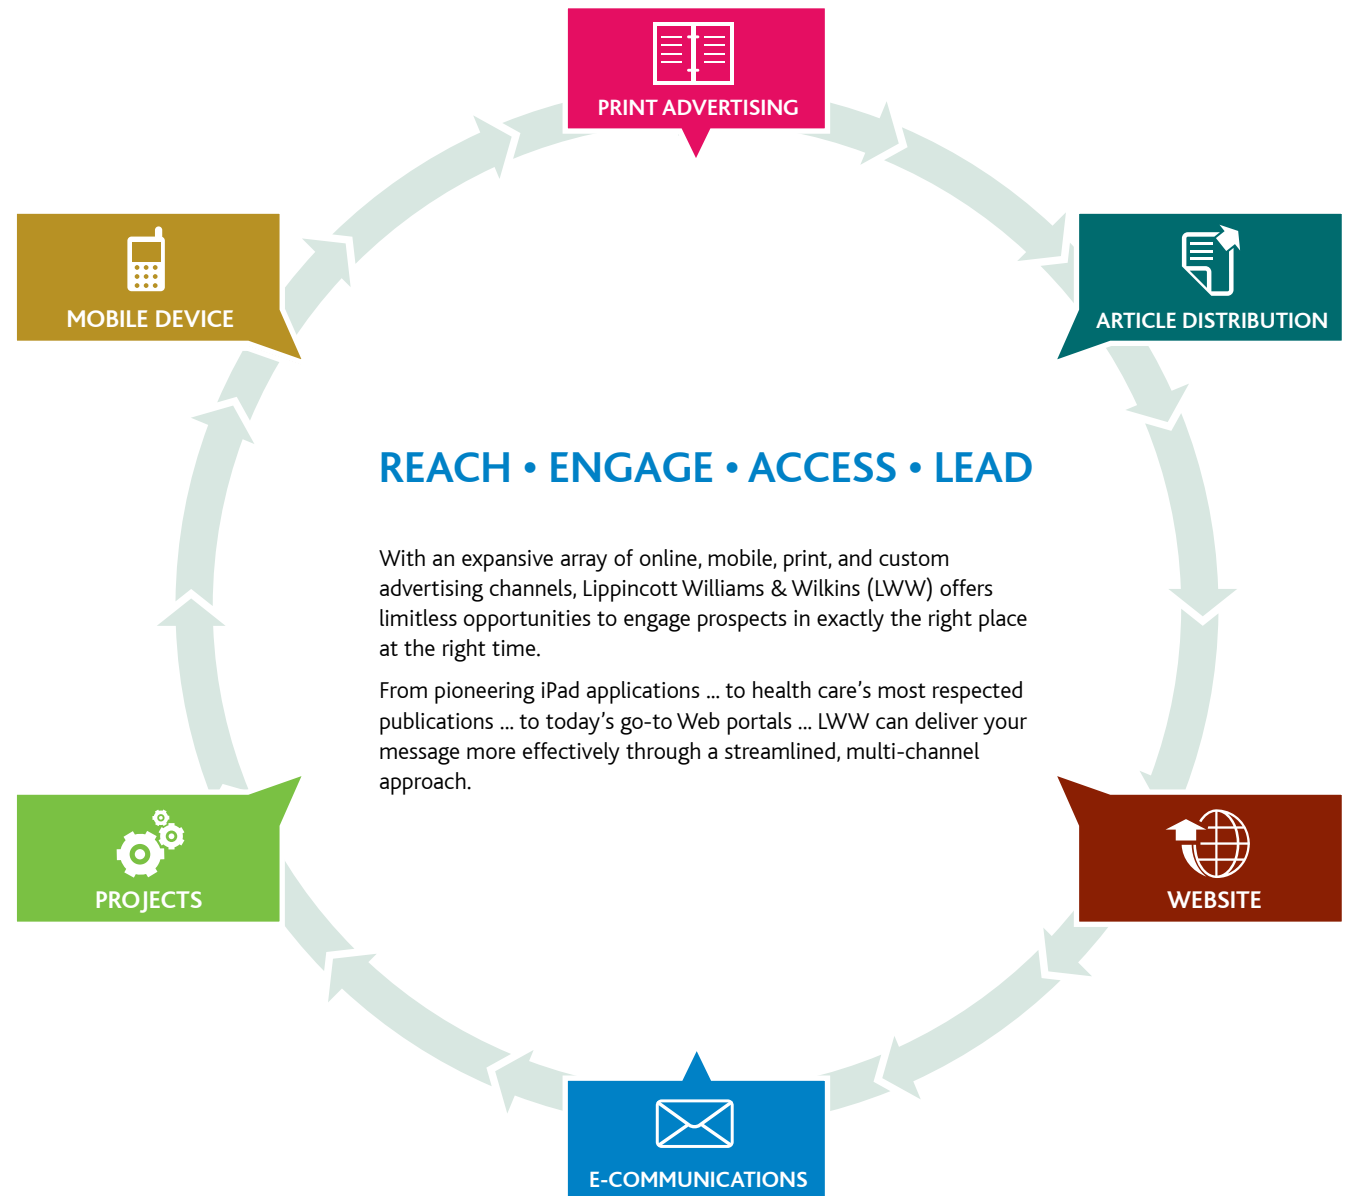 PRINT ADVERTISING
MOBILE DEVICE
ARTICLE DISTRIBUTION
REACH • ENGAGE • ACCESS • LEAD
With an expansive array of online, mobile, print, and custom
advertising channels, Lippincott Williams & Wilkins (LWW) offers
limitless opportunities to engage prospects in exactly the right place
at the right time.
From pioneering iPad applications ... to health care’s most respected
publications ... to today’s go-to Web portals ... LWW can deliver your
message more effectively through a streamlined, multi-channel
approach.
PROJECTS
WEBSITE
E-COMMUNICATIONS